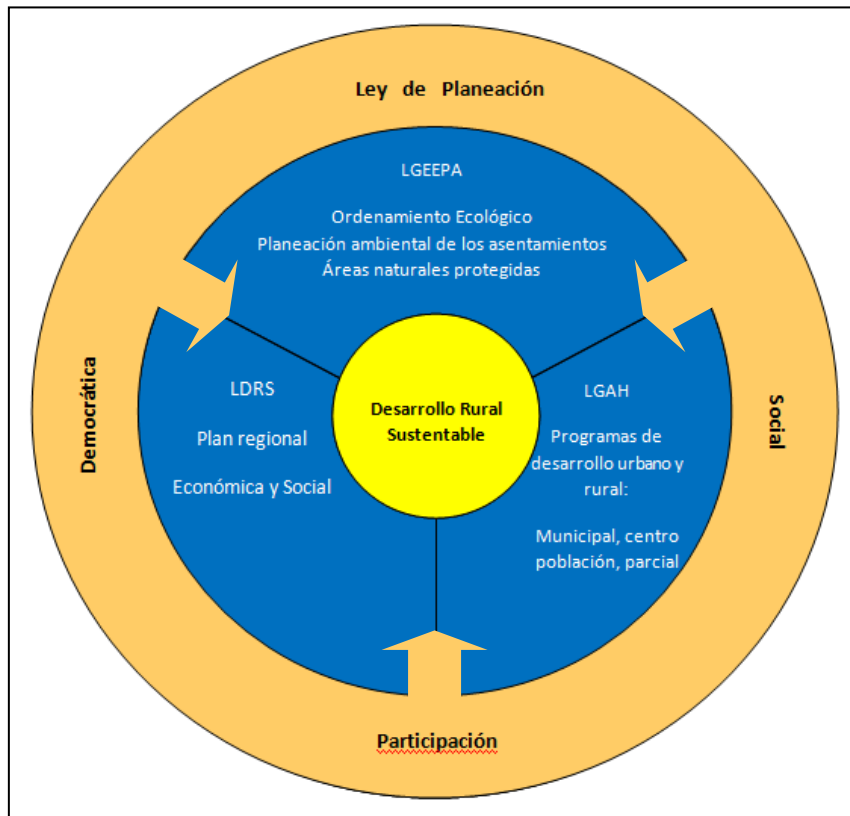 Ley de Planeación
LGEEPA
Ordenamiento Ecológico
Planeación ambiental de los asentamientos
Áreas naturales protegidas
Democrática
LDRS
Plan regional
Económica y Social
Desarrollo Rural
Sustentable
LGAH
Programas de
desarrollo urbano y
rural:
Municipal, centro
población, parcial
Social
Participación